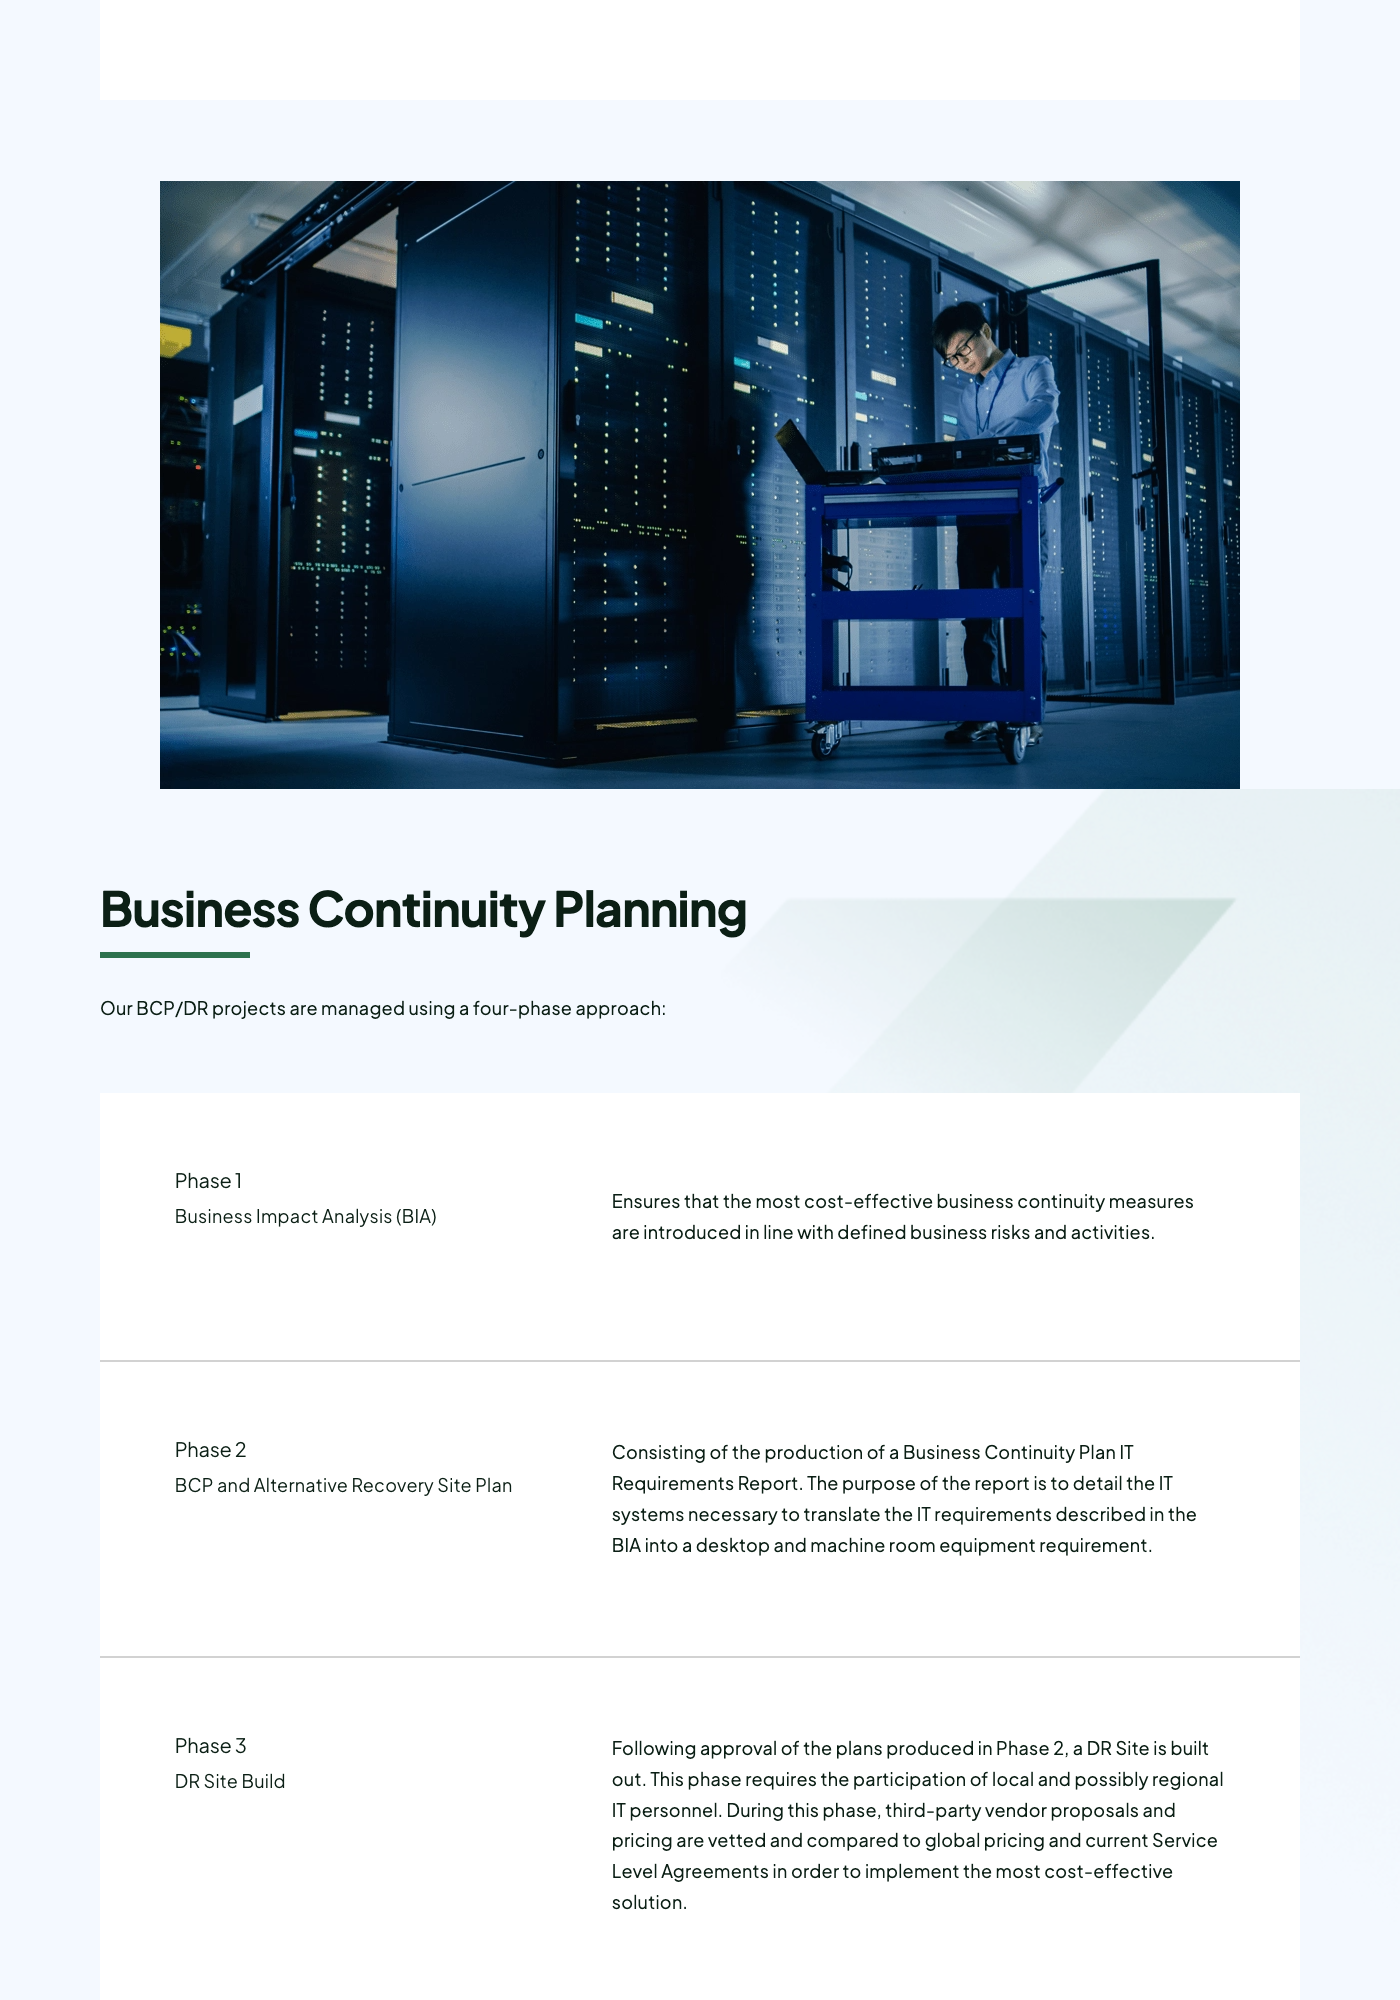 Business Continuity Planning
Our BCP/DR projects are managed using a four-phase approach:
Phase 1
Business Impact Analysis (BIA)
Ensures that the most cost-effective business continuity measures
are introduced in line with defined business risks and activities.
Phase 2
BCP and Alternative Recovery Site Plan
Consisting of the production of a Business Continuity Plan IT
Requirements Report. The purpose of the report is to detail the IT
systems necessary to translate the IT requirements described in the
BIA into a desktop and machine room equipment requirement.
Phase 3
DR Site Build
Following approval of the plans produced in Phase 2, a DR Site is built
out. This phase requires the participation of local and possibly regional
IT personnel. During this phase, third-party vendor proposals and
pricing are vetted and compared to global pricing and current Service
Level Agreements in order to implement the most cost-effective
solution.